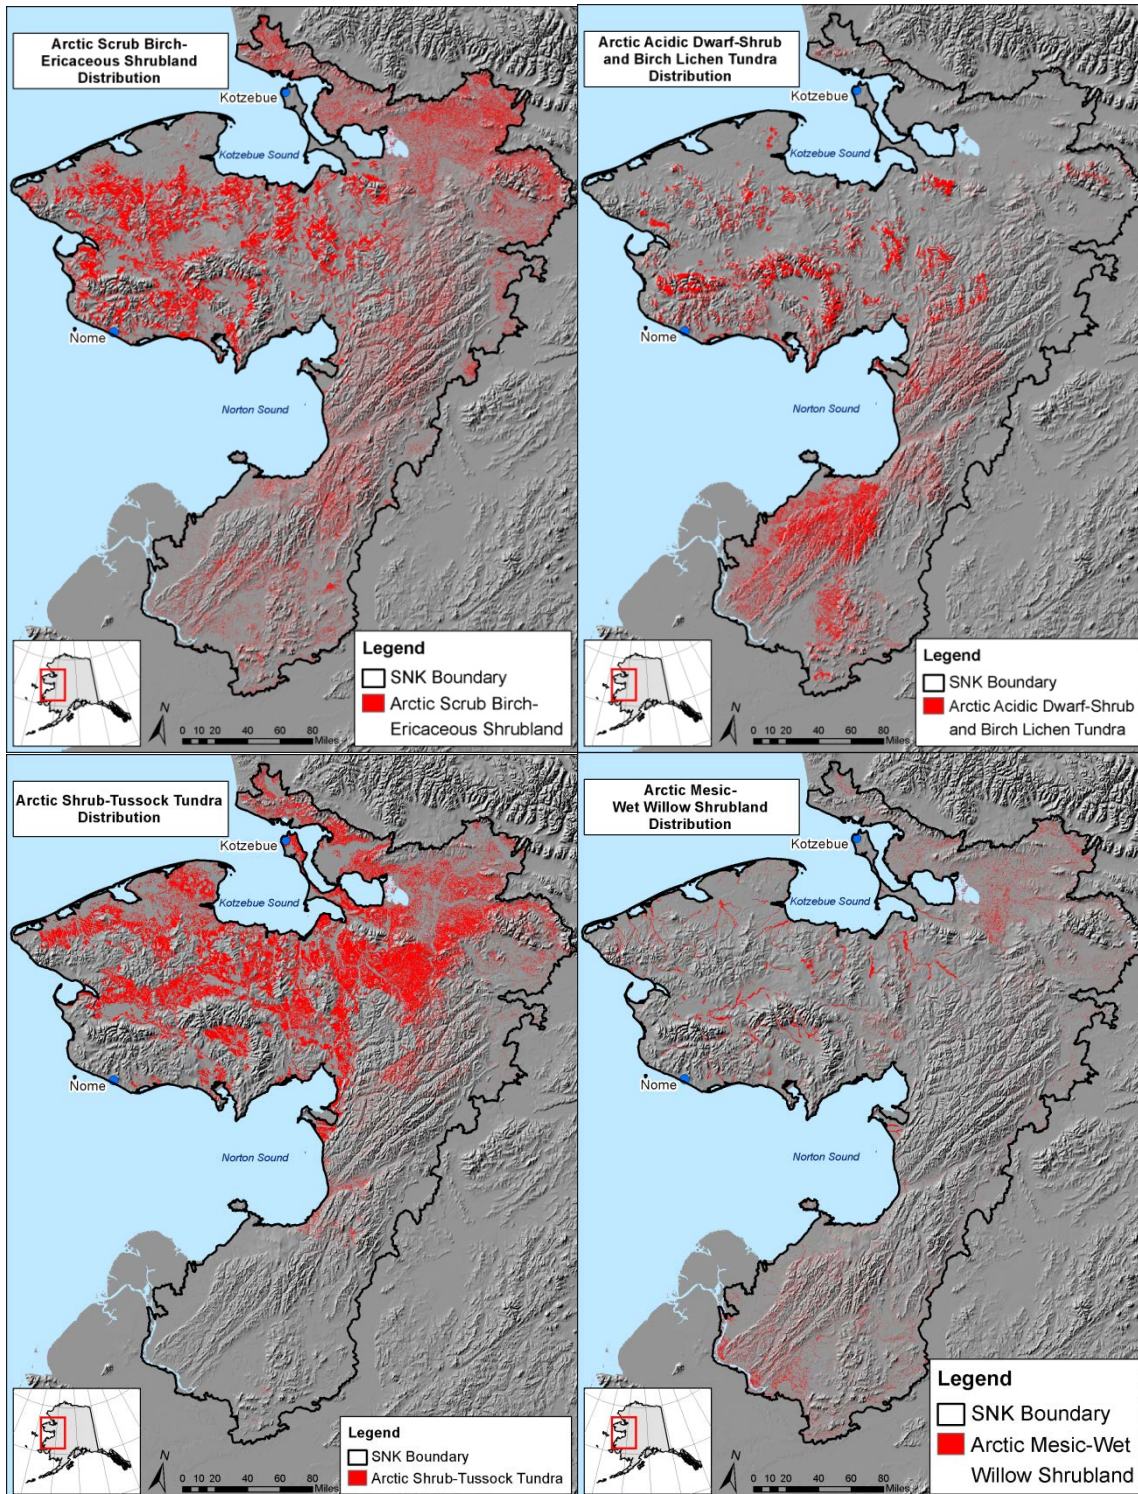 Arctic Scrub Birch-
Ericaceous Shrubland
Distribution
Kotzebue
Kotzebue Sound
Nome
Norton Sound
Legend
SNK Boundary
Arctic Scrub Birch-
Ericaceous Shrubland
N
0 10 20 40 60 80
Miles
Arctic Acidic Dwarf-Shrub
and Birch Lichen Tundra
Distribution
Kotzebue
Kotzebue Sound
Nome
Norton Sound
Legend
SNK Boundary
Arctic Acidic Dwarf-Shrub
and Birch Lichen Tundra
N
0 10 20 40 60 80
Miles
Arctic Shrub-Tussock Tundra
Distribution
Kotzebue
Kotzebue Sound
Nome
Norton Sound
Legend
SNK Boundary
Arctic Shrub-Tussock Tundra
N
0 10 20 40 60 80
Miles
Arctic Mesic-
Wet Willow Shrubland
Distribution
Kotzebue
Kotzebue Sound
Nome
Norton Sound
Legend
SNK Boundary
Arctic Mesic-Wet
Willow Shrubland
N
0 10 20 40 60 80
Miles